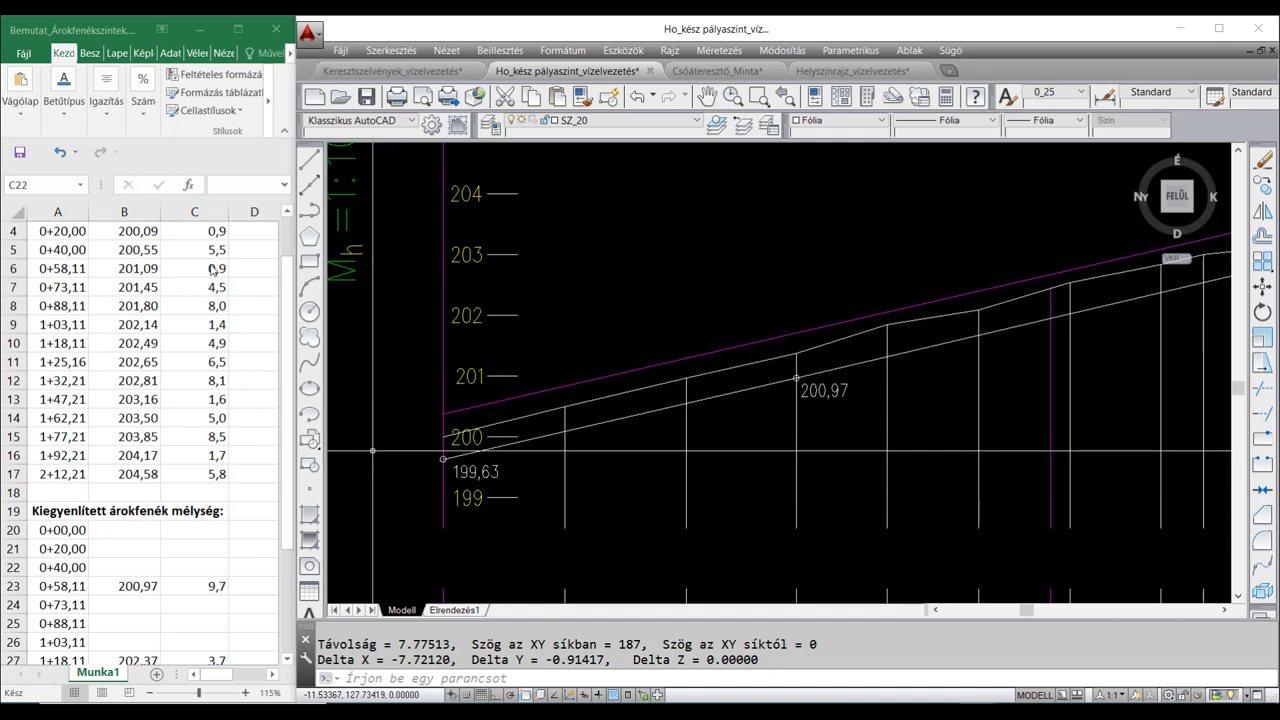 Bemutat_Árokfenékszintek....
Fájl Kezd Besz Lape Képl Adat Vélei Néze Művel
Vágólap
Betűtípus
Igazítás
Szám
Feltételes formázá
Formázás táblázatl
Cellastílusok
Stílusok
C22
A B C D
4 0+20,00 200,09 0,9
5 0+40,00 200,55 5,5
6 0+58,11 201,09 0,9
7 0+73,11 201,45 4,5
8 0+88,11 201,80 8,0
9 1+03,11 202,14 1,4
10 1+18,11 202,49 4,9
11 1+25,16 202,65 6,5
12 1+32,21 202,81 8,1
13 1+47,21 203,16 1,6
14 1+62,21 203,50 5,0
15 1+77,21 203,85 8,5
16 1+92,21 204,17 1,7
17 2+12,21 204,58 5,8
18
19 Kiegyenlített árokfenék mélység:
20 0+00,00
21 0+20,00
22 0+40,00
23 0+58,11 200,97 9,7
24 0+73,11
25 0+88,11
26 1+03,11
27 1+18,11 202,37 3,7
Munka1
Kész
115%
Ho_kész pályaszint_víz...
Fájl Szerkesztés Nézet Beillesztés Formátum Eszközök Rajz Méretezés Módosítás Parametrikus Ablak Súgó
Keresztszelvények_vízelvezetés* Ho_kész pályaszint_vízelvezetés* Csőáteresztő_Minta* Helyszínrajz_vízelvezetés*
0_25 Standard Standard
Klasszikus AutoCAD SZ_20 Fólia Fólia Fólia Szín
É
NY FELÜL K
D
VKR
204
203
202
201
200
199
200,97
199,63
Modell Elrendezés1
Távolság = 7.77513, Szög az XY síkban = 187, Szög az XY síktól = 0
Delta X = -7.72120, Delta Y = -0.91417, Delta Z = 0.00000
Írjon be egy parancsot
-11.53367, 127.73419, 0.00000
MODELL
1:1